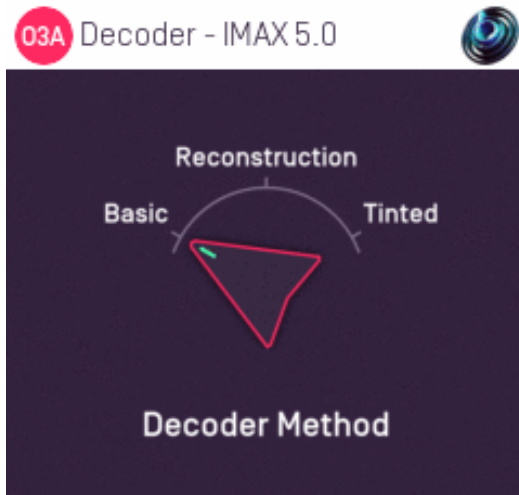 O3A Decoder - IMAX 5.0
Reconstruction
Basic Tinted
Decoder Method